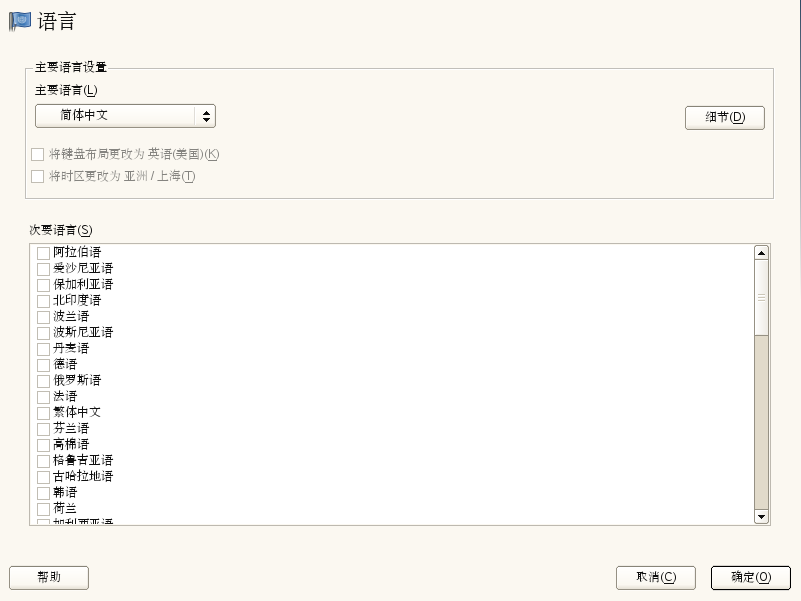 语言
主要语言设置
主要语言(L)
简体中文
细节(D)
将键盘布局更改为 英语(美国)(K)
将时区更改为 亚洲 / 上海(T)
次要语言(S)
阿拉伯语
爱沙尼亚语
保加利亚语
北印度语
波兰语
波斯尼亚语
丹麦语
德语
俄罗斯语
法语
繁体中文
芬兰语
高棉语
格鲁吉亚语
古哈拉地语
韩语
荷兰
加利西亚语
帮助
取消(C)
确定(O)